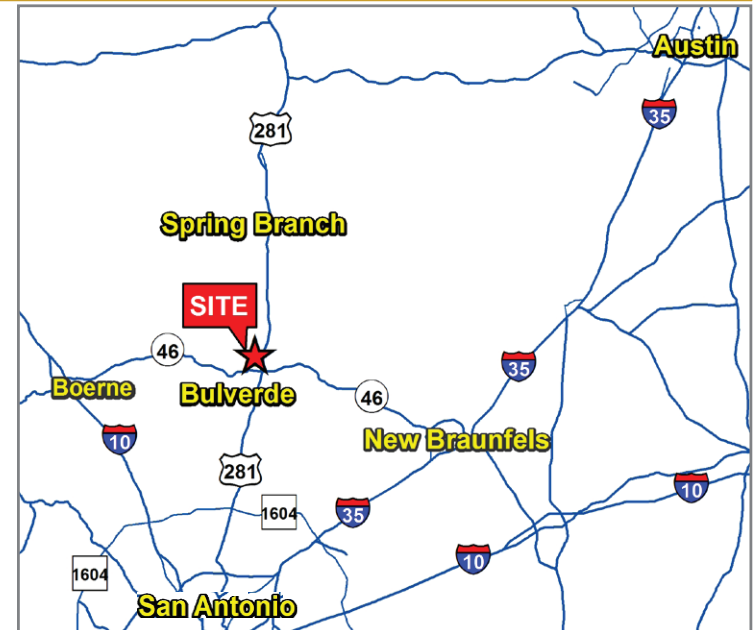 Austin
35
281
Spring Branch
SITE
46
35
Boerne
Bulverde
46
10
New Braunfels
281
10
1604
35
10
1604
San Antonio